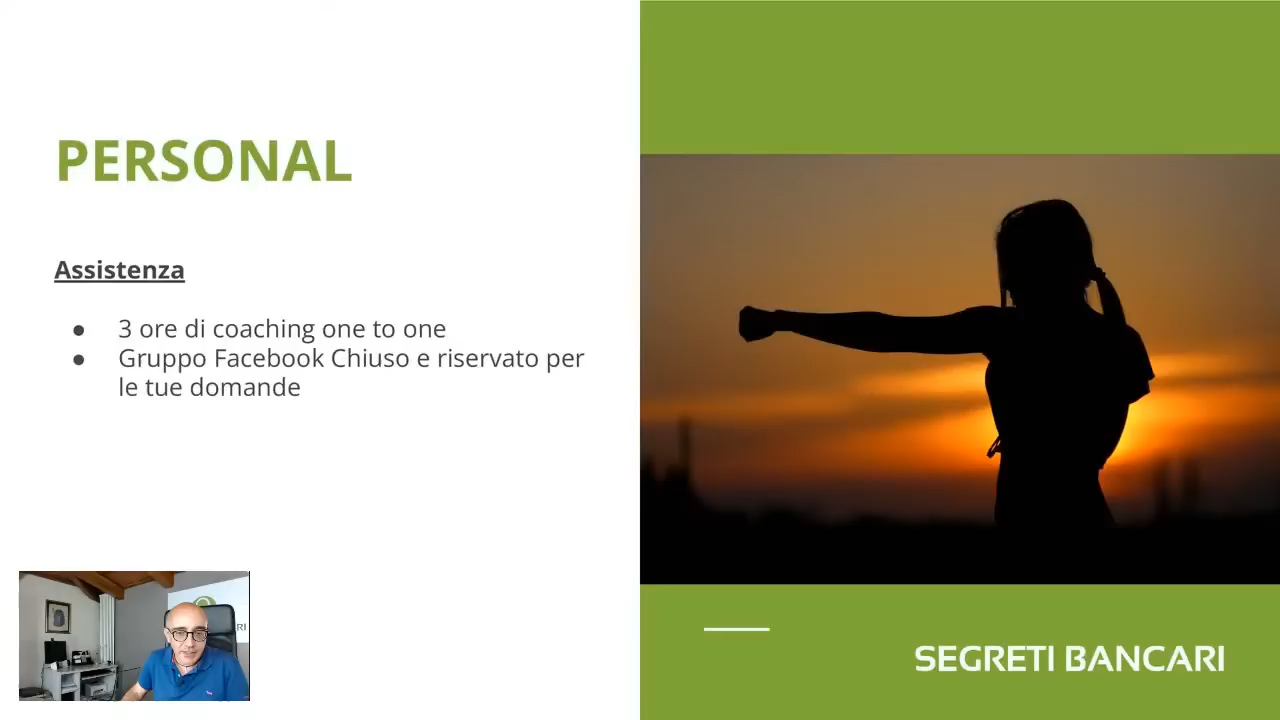 PERSONAL
Assistenza
● 3 ore di coaching one to one
● Gruppo Facebook Chiuso e riservato per
le tue domande
SEGRETI BANCARI